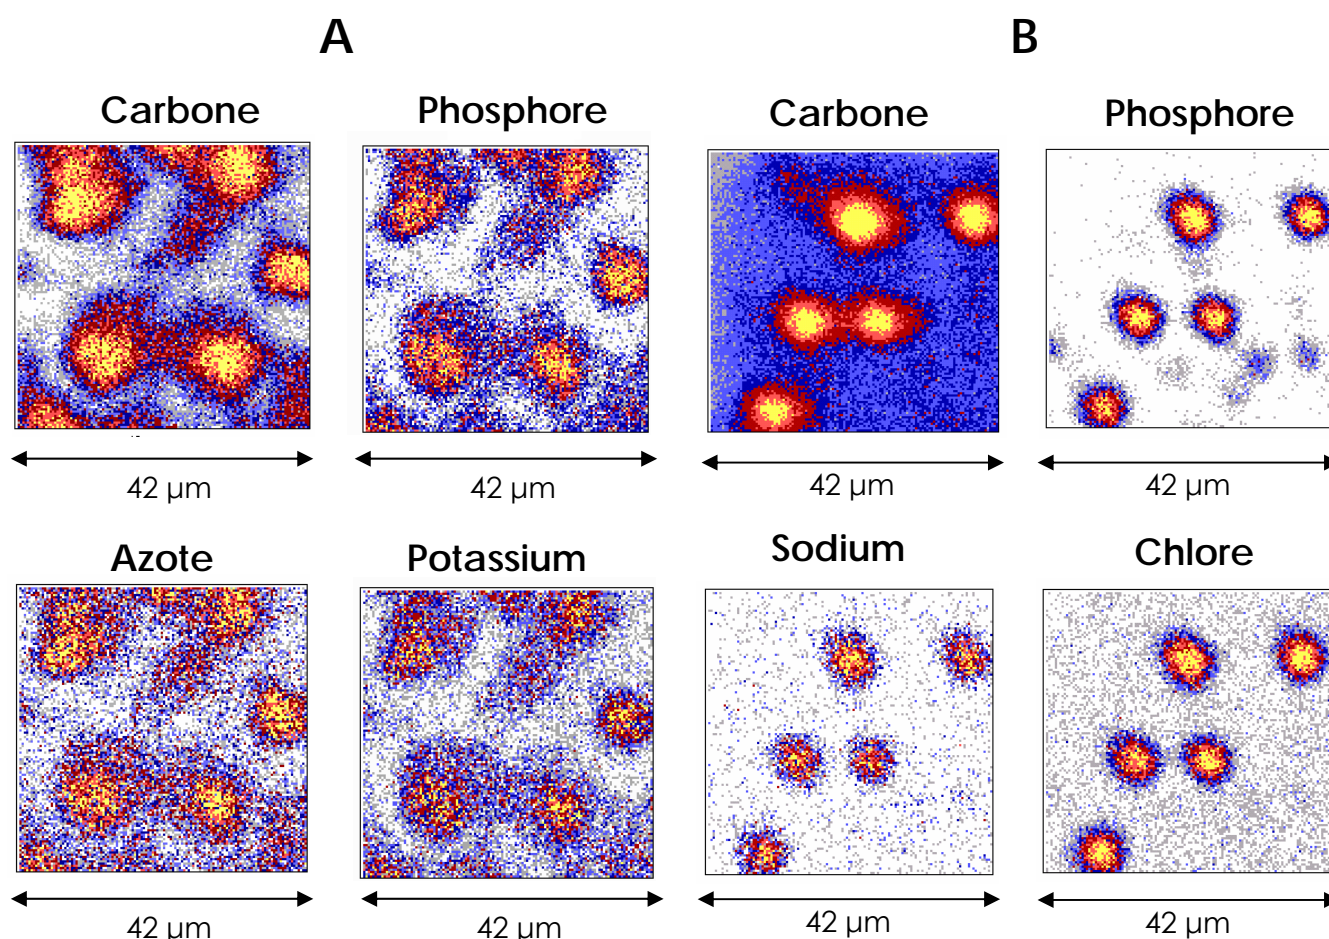 A
B
Carbone
Phosphore
Carbone
Phosphore
42 µm
42 µm
42 µm
42 µm
Azote
Potassium
Sodium
Chlore
42 µm
42 µm
42 µm
42 µm